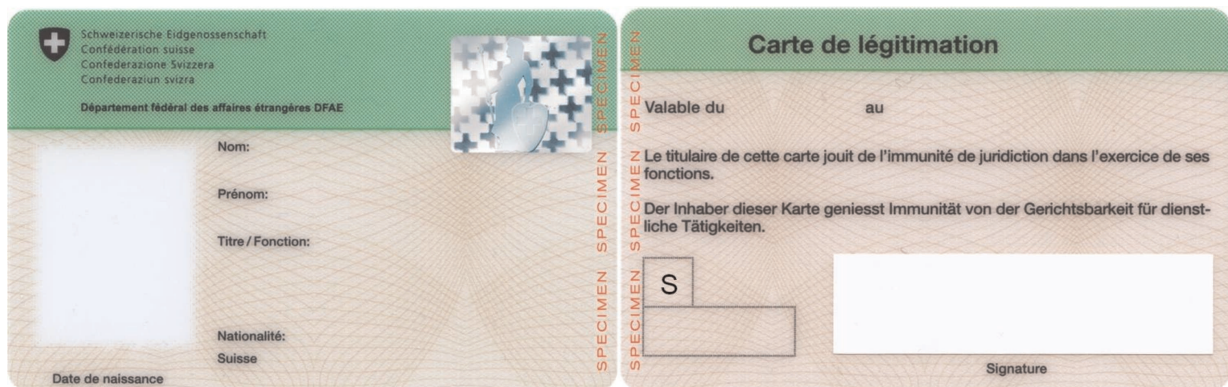 Schweizerische Eidgenossenschaft
Confédération suisse
Confederazione Svizzera
Confederaziun svizra
Département fédéral des affaires étrangères DFAE
Nom:
Prénom:
Titre / Fonction:
Nationalité:
Suisse
Date de naissance
SPECIMEN SPECIMEN SPECIMEN
SPECIMEN SPECIMEN SPECIMEN
Carte de légitimation
Valable du au
Le titulaire de cette carte jouit de l'immunité de juridiction dans l'exercice de ses
fonctions.
Der Inhaber dieser Karte geniesst Immunität von der Gerichtsbarkeit für dienst-
liche Tätigkeiten.
S
Signature